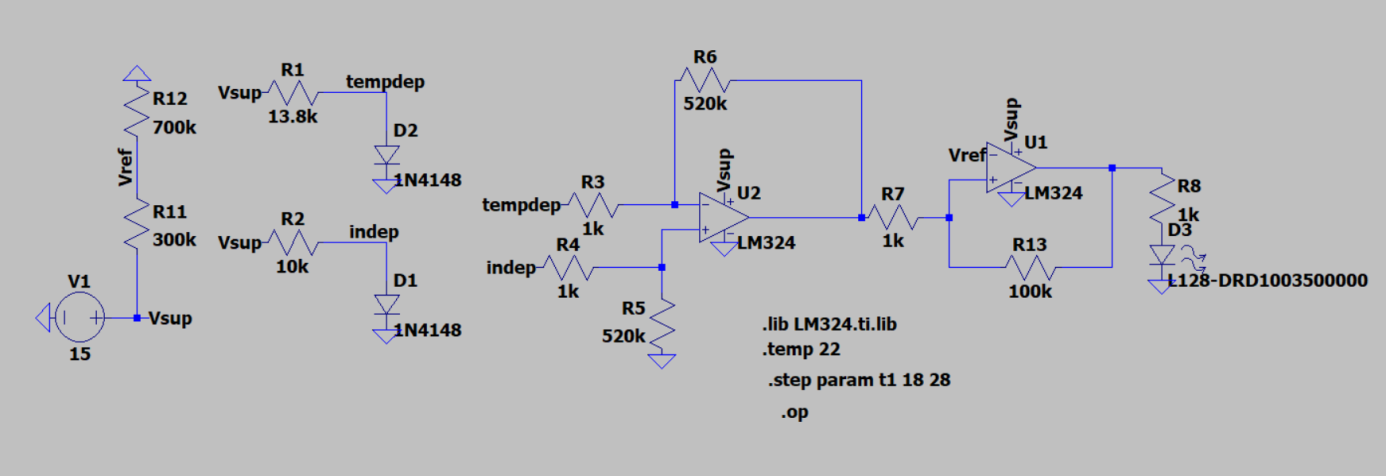 R12
700k
Vref
R11
300k
V1
Vsup
15
R1
Vsup
tempdep
13.8k
D2
1N4148
R2
Vsup
indep
10k
D1
1N4148
R6
520k
tempdep
R3
1k
indep
R4
1k
R5
520k
Vsup
U2
LM324
R7
1k
Vsup
U1
Vref
LM324
R13
100k
R8
1k
D3
L128-DRD1003500000
.lib LM324.ti.lib
.temp 22
.step param t1 18 28
.op